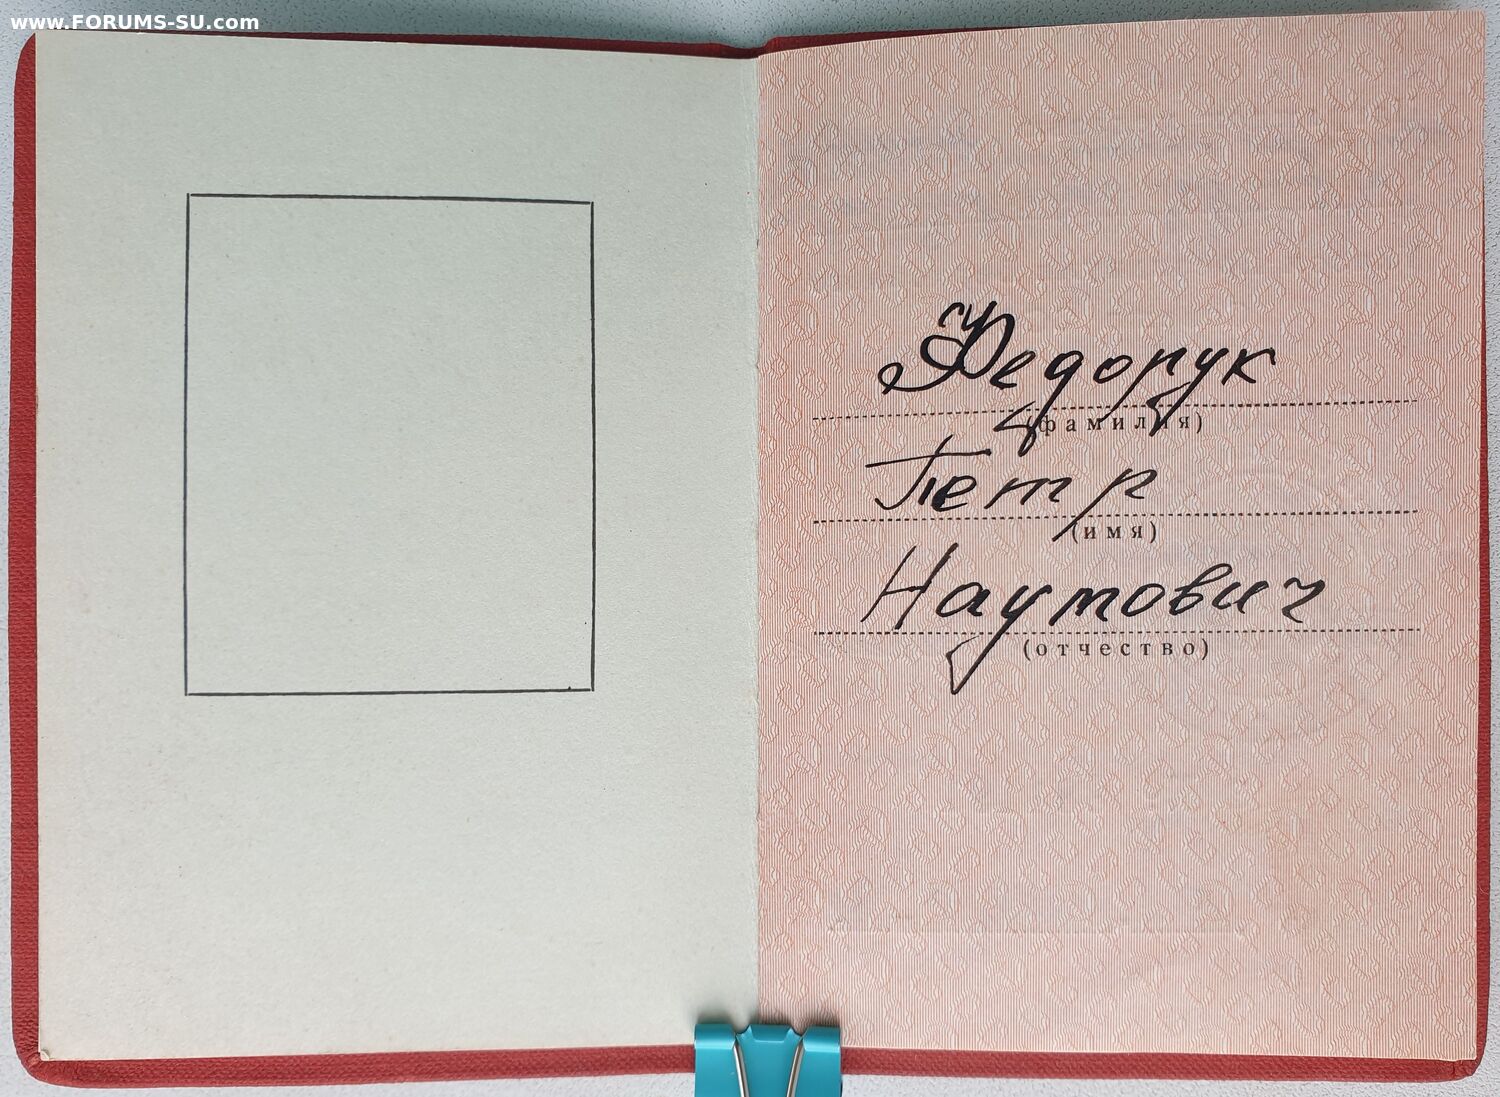 www.FORUMS-SU.com
Федорук
(фамилия)
Петр
(имя)
Наумович
(отчество)